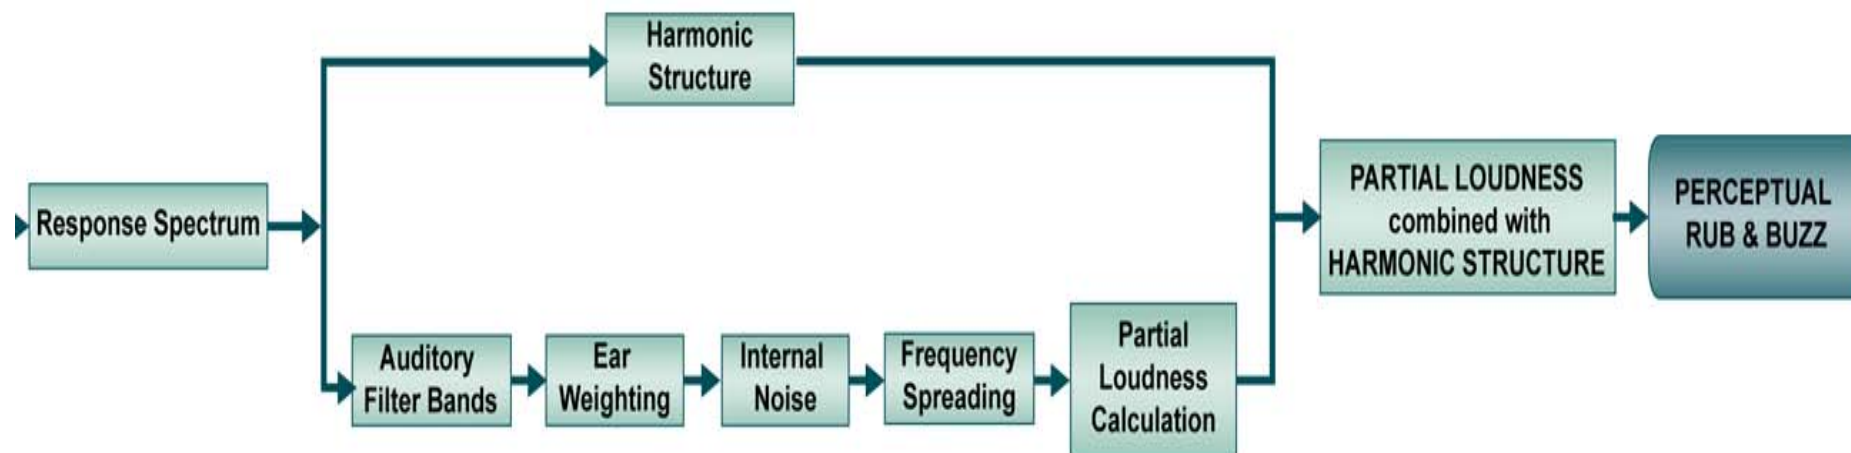 Harmonic
Structure
Response Spectrum
Auditory
Filter Bands
Ear
Weighting
Internal
Noise
Frequency
Spreading
Partial
Loudness
Calculation
PARTIAL LOUDNESS
combined with
HARMONIC STRUCTURE
PERCEPTUAL
RUB & BUZZ